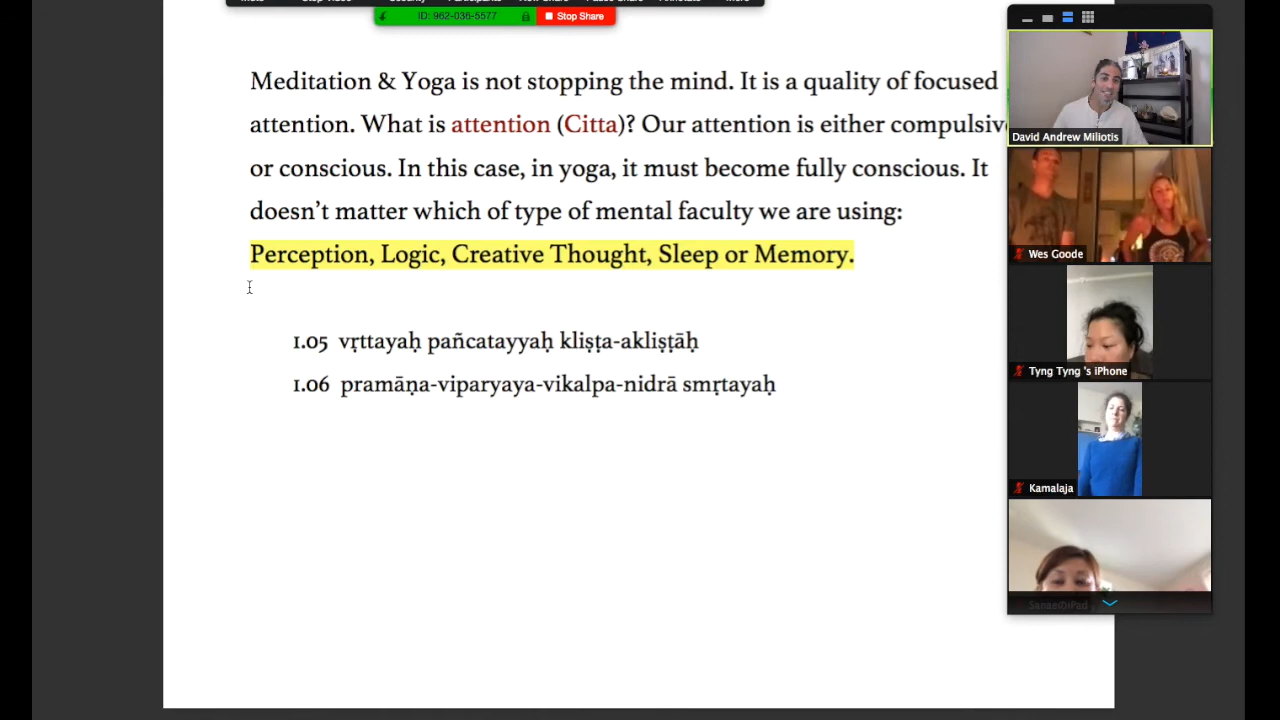 ID: 962-036-5577
Stop Share
Meditation & Yoga is not stopping the mind. It is a quality of focused
attention. What is attention (Citta)? Our attention is either compulsiv
or conscious. In this case, in yoga, it must become fully conscious. It
doesn't matter which of type of mental faculty we are using:
Perception, Logic, Creative Thought, Sleep or Memory.
1.05 vṛttayaḥ pañcatayyaḥ kliṣṭa-akliṣṭāḥ
1.06 pramāṇa-viparyaya-vikalpa-nidrā smṛtayaḥ
David Andrew Miliotis
Wes Goode
Tyng Tyng 's iPhone
Kamalaja